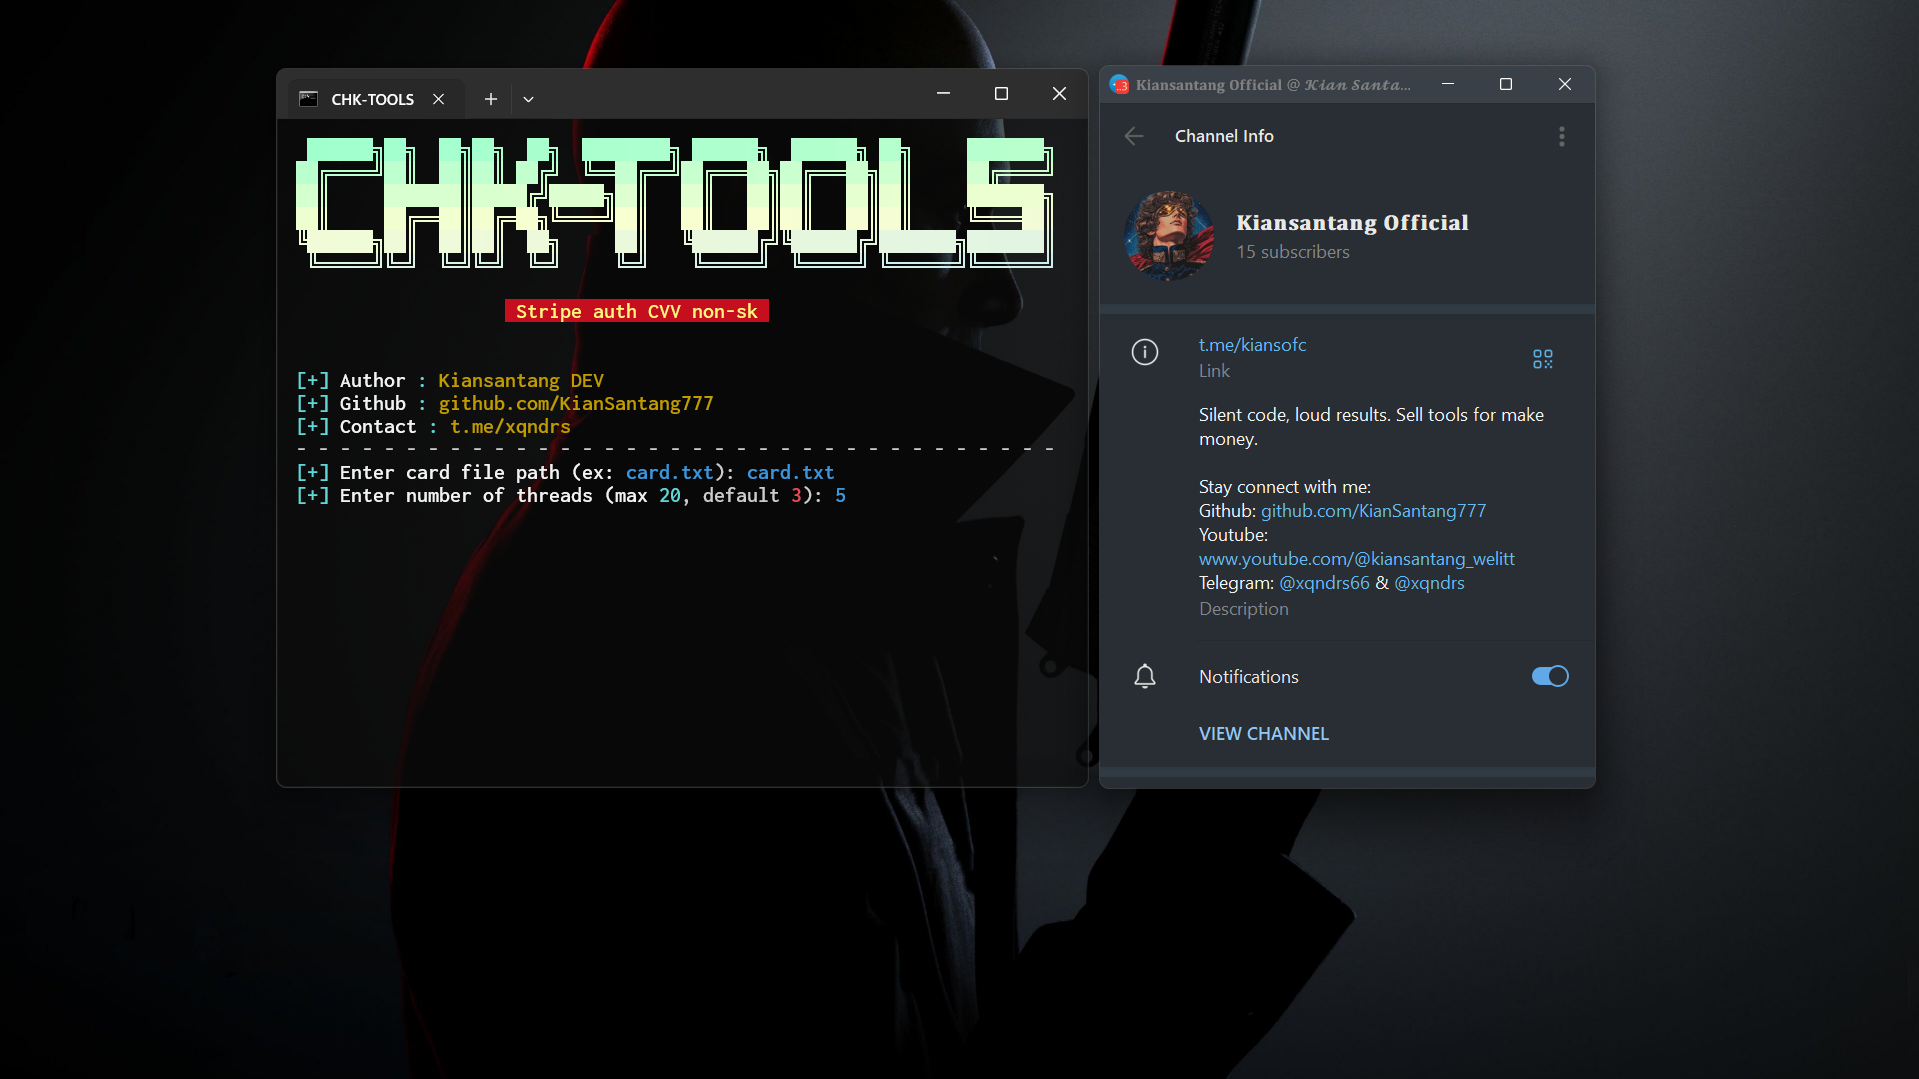 CHK-TOOLS
CHK-TOOLS
Stripe auth CVV non-sk
[+] Author : Kiansantang DEV
[+] Github : github.com/KianSantang777
[+] Contact : t.me/xqndrs
- - - - - - - - - - - - - - - - - - - - - - - - - - - - - - - - - - -
[+] Enter card file path (ex: card.txt): card.txt
[+] Enter number of threads (max 20, default 3): 5
Kiansantang Official @ Kian Santa...
Channel Info
Kiansantang Official
15 subscribers
t.me/kiansofc
Link
Silent code, loud results. Sell tools for make
money.
Stay connect with me:
Github: github.com/KianSantang777
Youtube:
www.youtube.com/@kiansantang_welitt
Telegram: @xqndrs66 & @xqndrs
Description
Notifications
VIEW CHANNEL